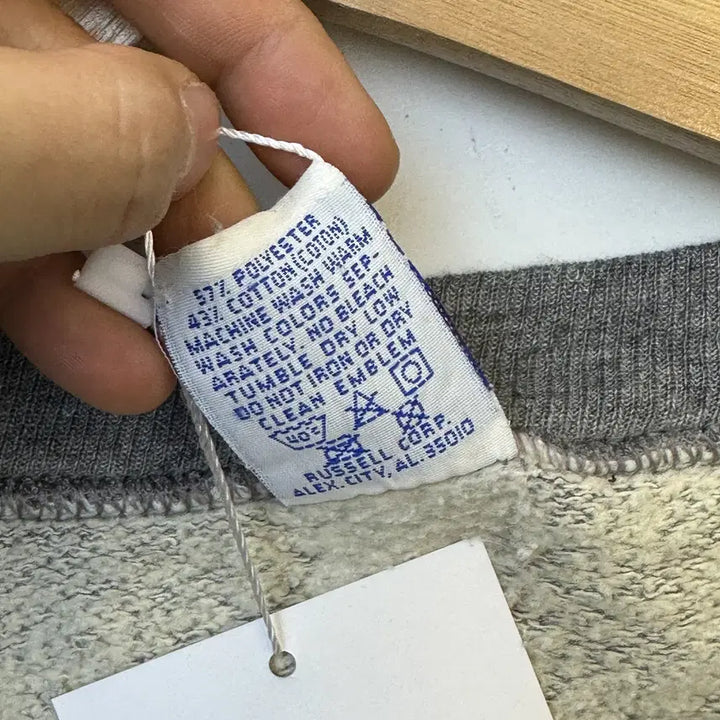 57% POLYESTER
43% COTTON (COTON)
MACHINE WASH WARM
WASH COLORS SEP-
ARATELY. NO BLEACH
TUMBLE DRY LOW
DO NOT IRON OR DRY
CLEAN EMBLEM
RUSSELL CORP.
ALEX. CITY, AL. 35010